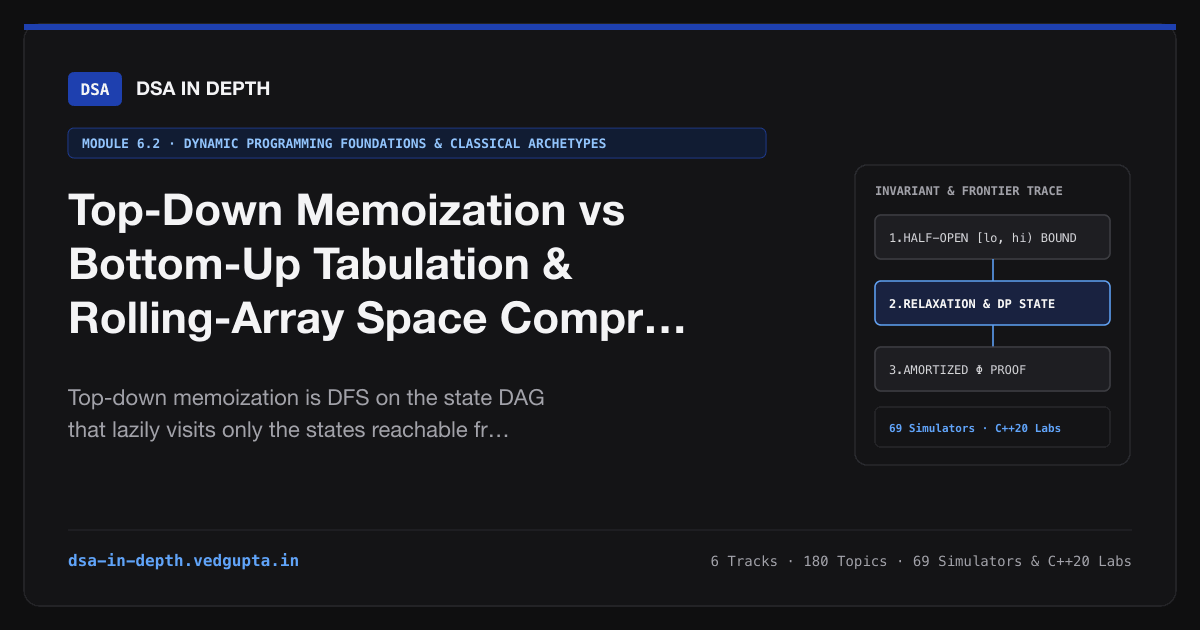 DSA DSA IN DEPTH
MODULE 6.2 · DYNAMIC PROGRAMMING FOUNDATIONS & CLASSICAL ARCHETYPES
Top-Down Memoization vs
Bottom-Up Tabulation &
Rolling-Array Space Compr...
Top-down memoization is DFS on the state DAG
that lazily visits only the states reachable fr...
INVARIANT & FRONTIER TRACE
1.HALF-OPEN [lo, hi) BOUND
2.RELAXATION & DP STATE
3.AMORTIZED Φ PROOF
69 Simulators · C++20 Labs
dsa-in-depth.vedgupta.in
6 Tracks · 180 Topics · 69 Simulators & C++20 Labs